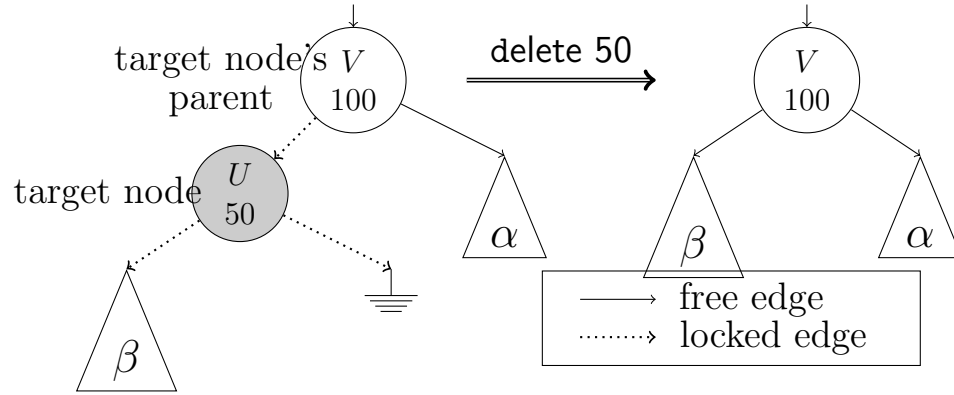 target node's
parent
V
100
delete 50
V
100
target node
U
50
α
β
α
β
free edge
locked edge